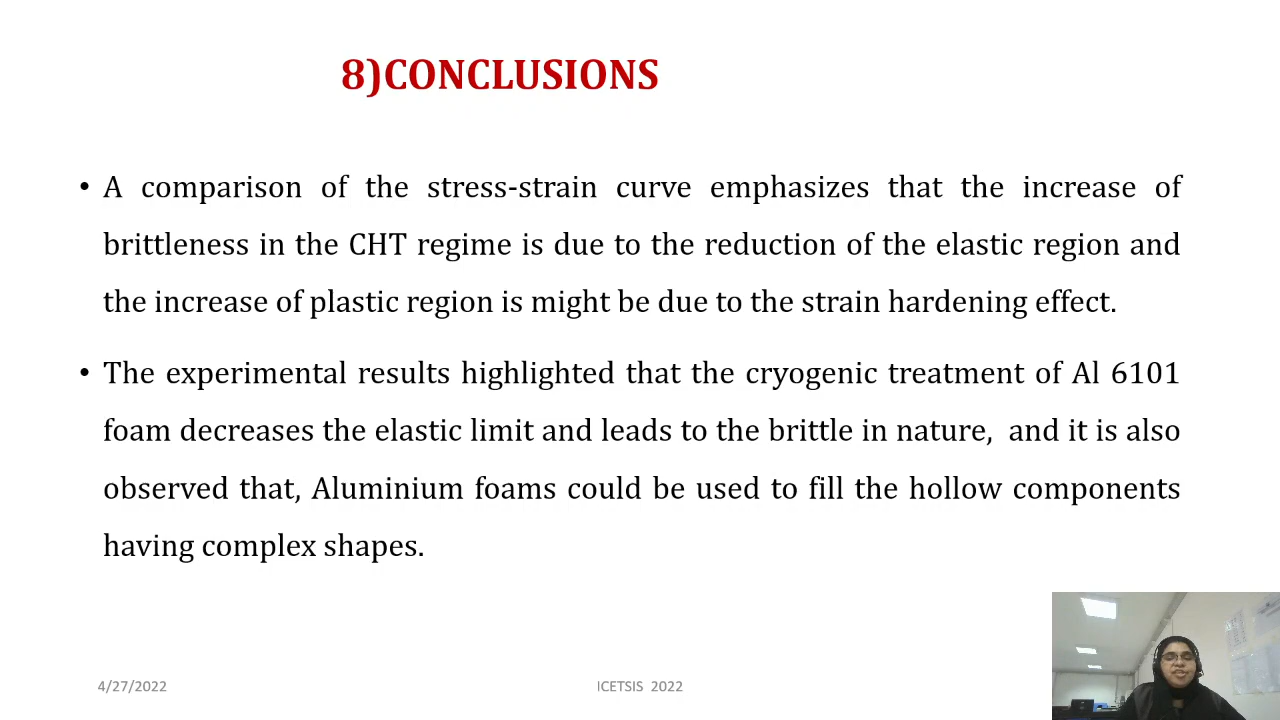 8)CONCLUSIONS
• A comparison of the stress-strain curve emphasizes that the increase of
brittleness in the CHT regime is due to the reduction of the elastic region and
the increase of plastic region is might be due to the strain hardening effect.
• The experimental results highlighted that the cryogenic treatment of Al 6101
foam decreases the elastic limit and leads to the brittle in nature, and it is also
observed that, Aluminium foams could be used to fill the hollow components
having complex shapes.
4/27/2022
ICETSIS 2022